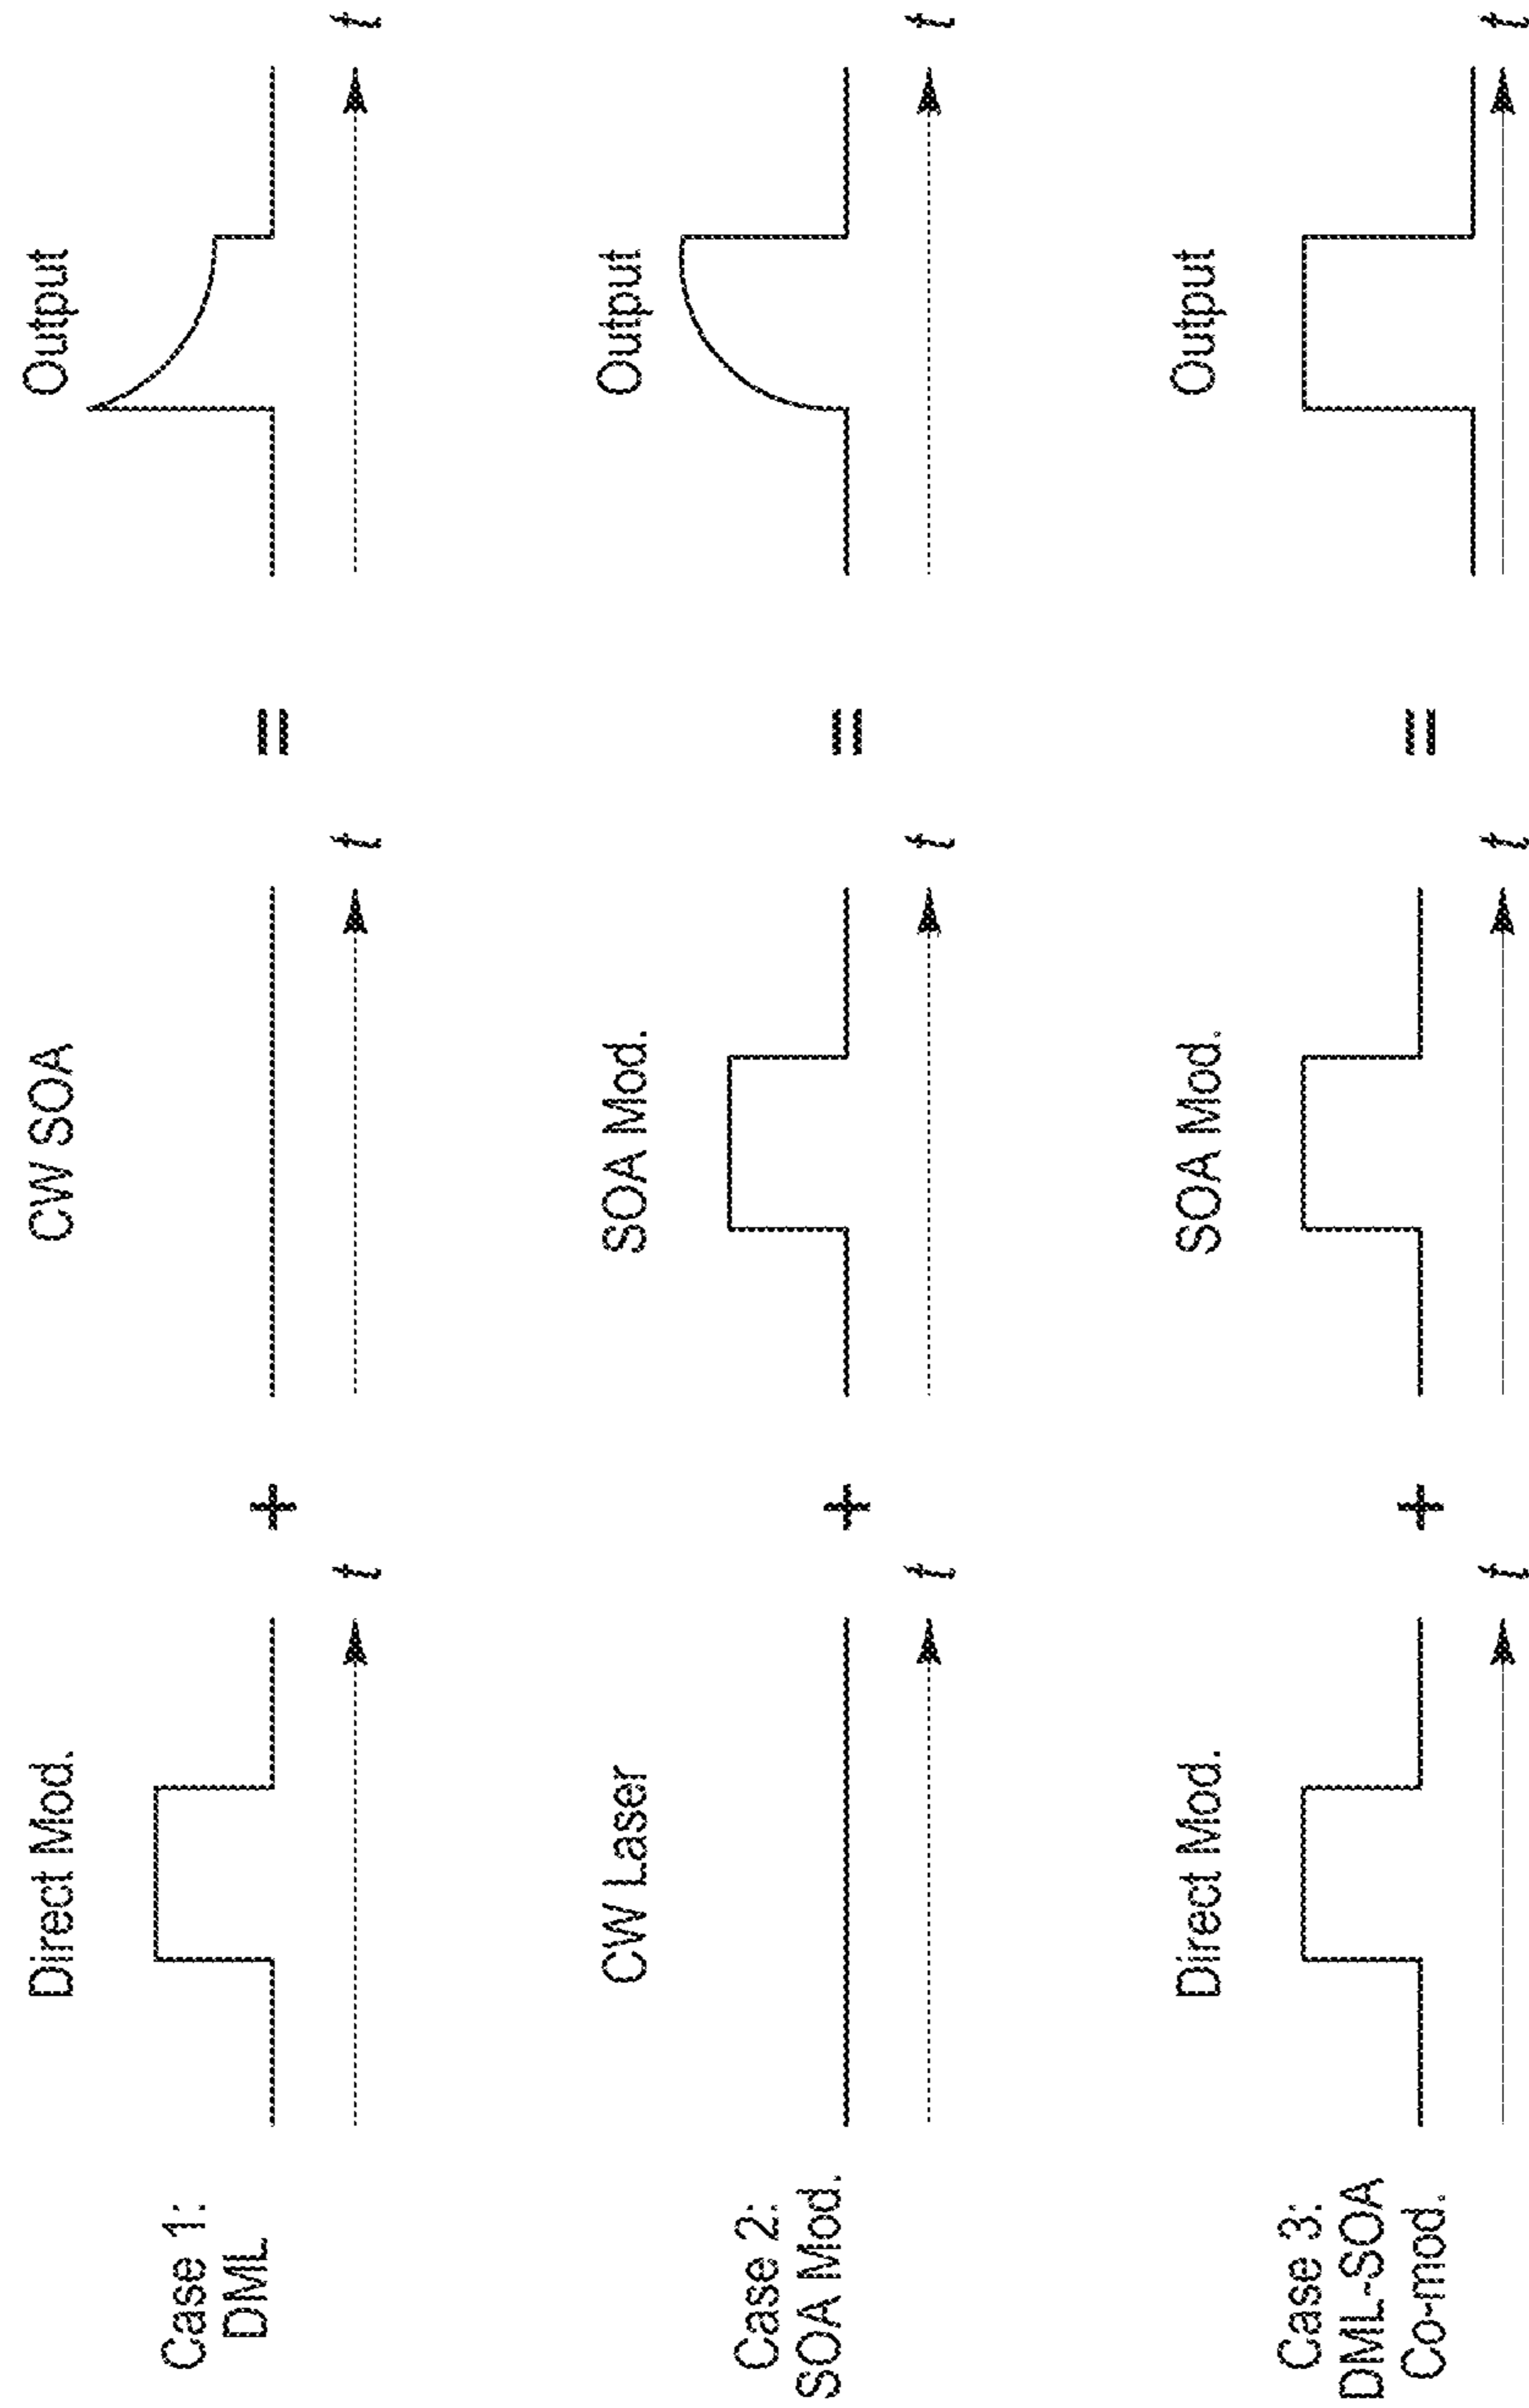 Case 1:
DML
Direct Mod.
t
+
CW SOA
t
=
Output
t
Case 2:
SOA Mod.
CW Laser
t
+
SOA Mod.
t
=
Output
t
Case 3:
DML-SOA
Co-mod.
Direct Mod.
t
+
SOA Mod.
t
=
Output
t